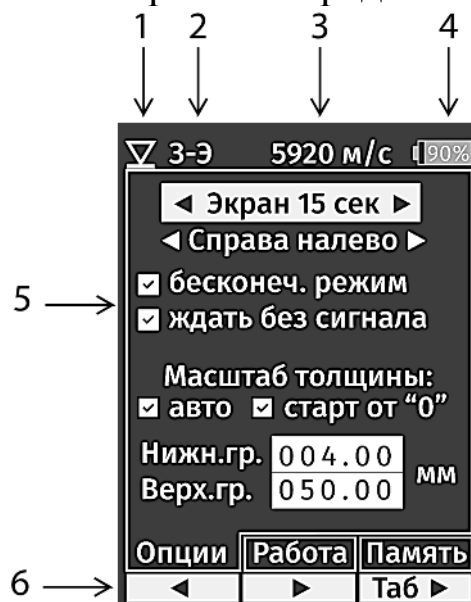 1 2 3 4
З-Э 5920 м/с 90%
◀ Экран 15 сек ▶
◀ Справа налево ▶
бесконеч. режим
5
ждать без сигнала
Масштаб толщины:
авто старт от “0”
Нижн.гр. 004.00
мм
Верх.гр. 050.00
Опции Работа Память
6 ◀ ▶ Таб ▶